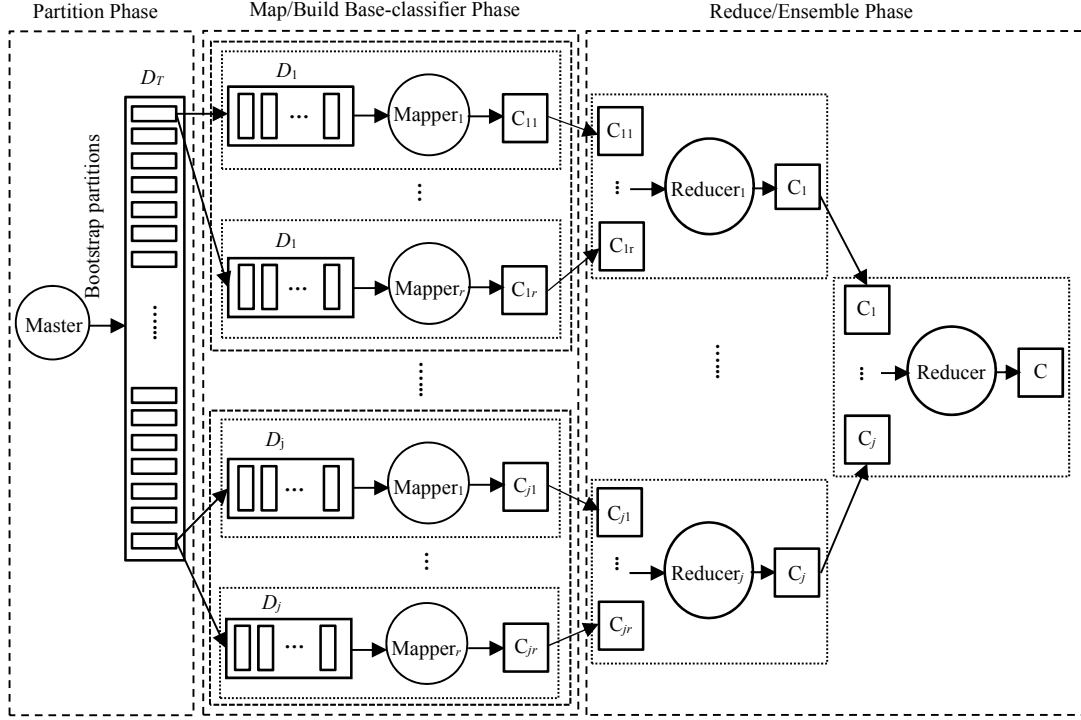 Partition Phase
Map/Build Base-classifier Phase
Reduce/Ensemble Phase
D_T
Bootstrap partitions
Master
D_1
...
Mapper_1
C_11
D_1
...
Mapper_r
C_1r
D_j
...
Mapper_1
C_j1
D_j
...
Mapper_r
C_jr
C_11
...
C_1r
Reducer_1
C_1
C_j1
...
C_jr
Reducer_j
C_j
C_1
...
C_j
Reducer
C